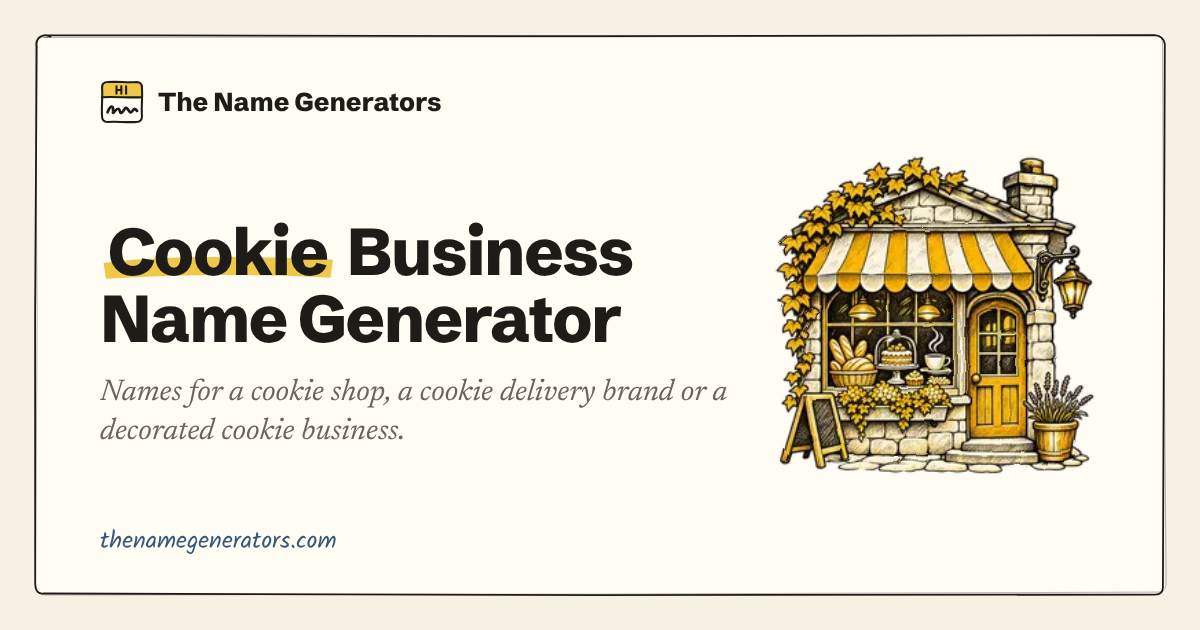 HI
The Name Generators
Cookie Business
Name Generator
Names for a cookie shop, a cookie delivery brand or a
decorated cookie business.
thenamegenerators.com